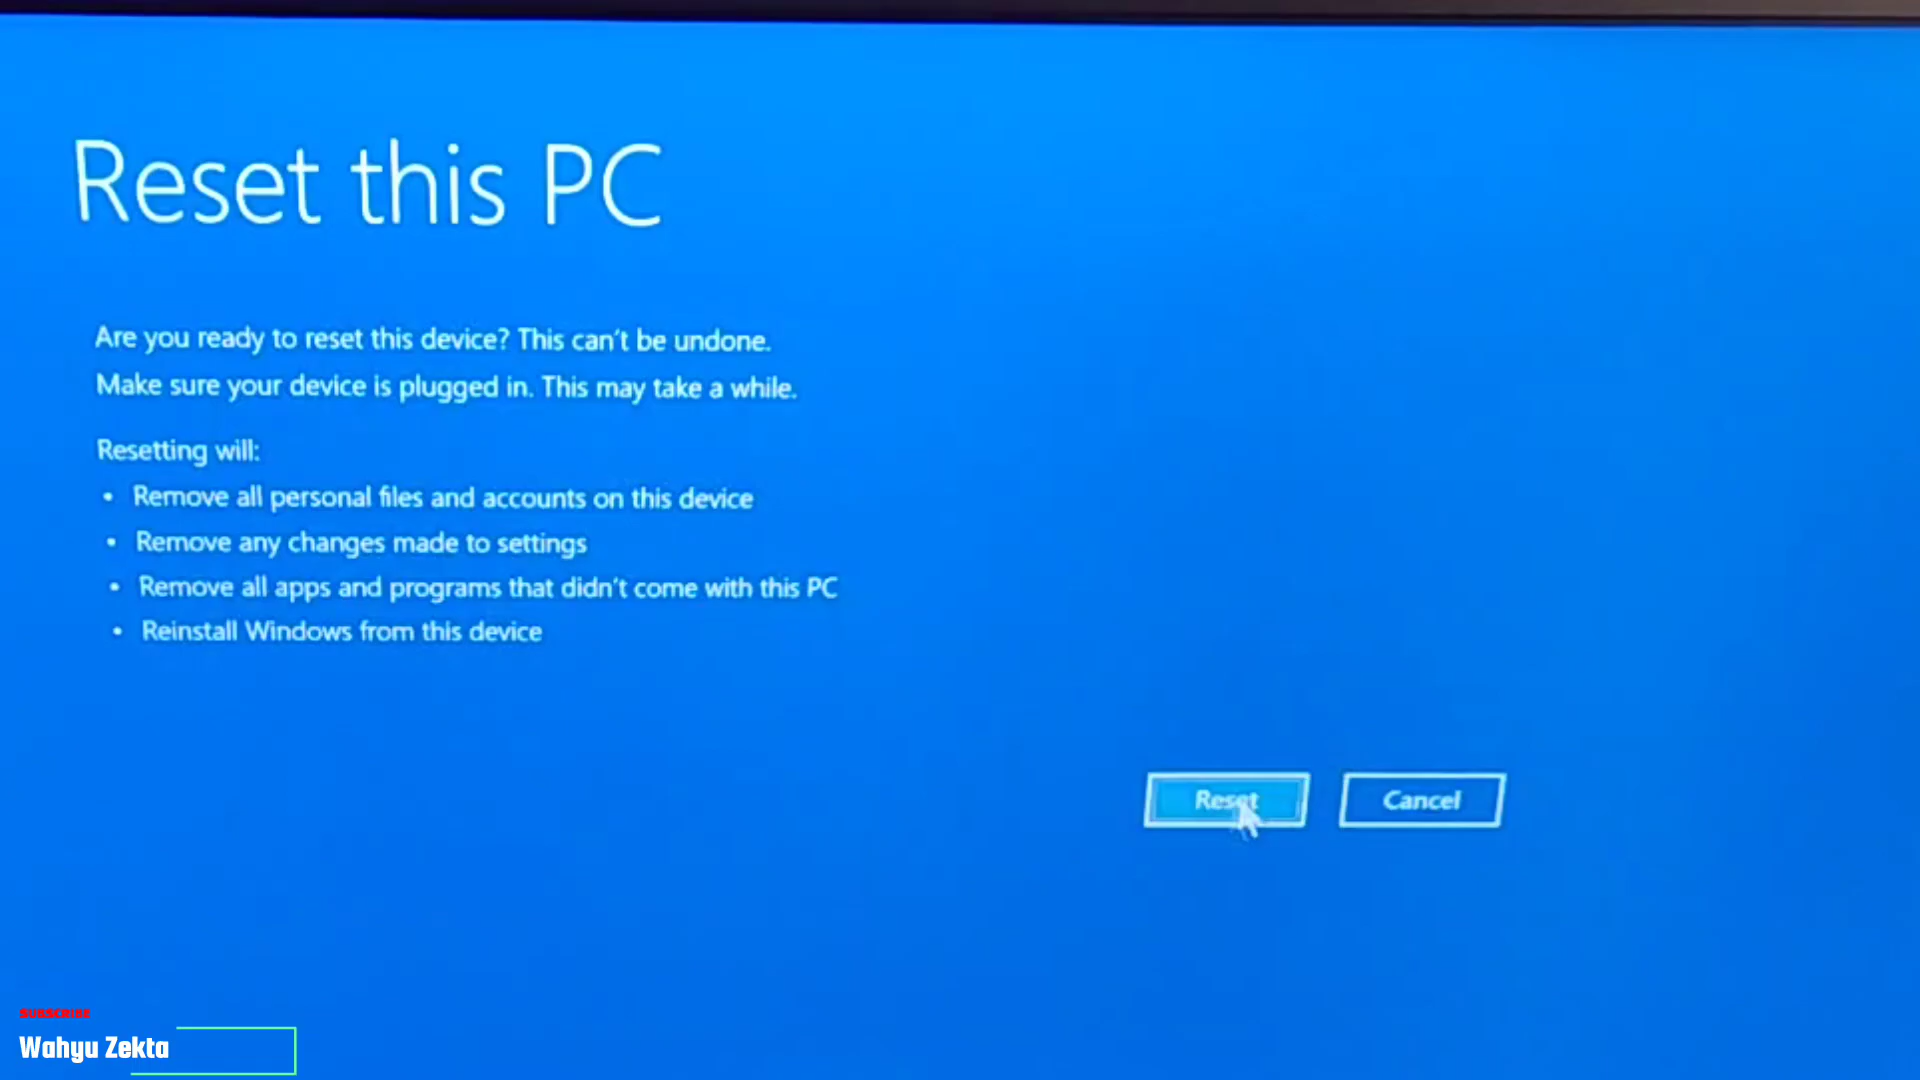 Reset this PC
Are you ready to reset this device? This can't be undone.
Make sure your device is plugged in. This may take a while.
Resetting will:
• Remove all personal files and accounts on this device
• Remove any changes made to settings
• Remove all apps and programs that didn't come with this PC
• Reinstall Windows from this device
Reset
Cancel
SUBSCRIBE
Wahyu Zekta